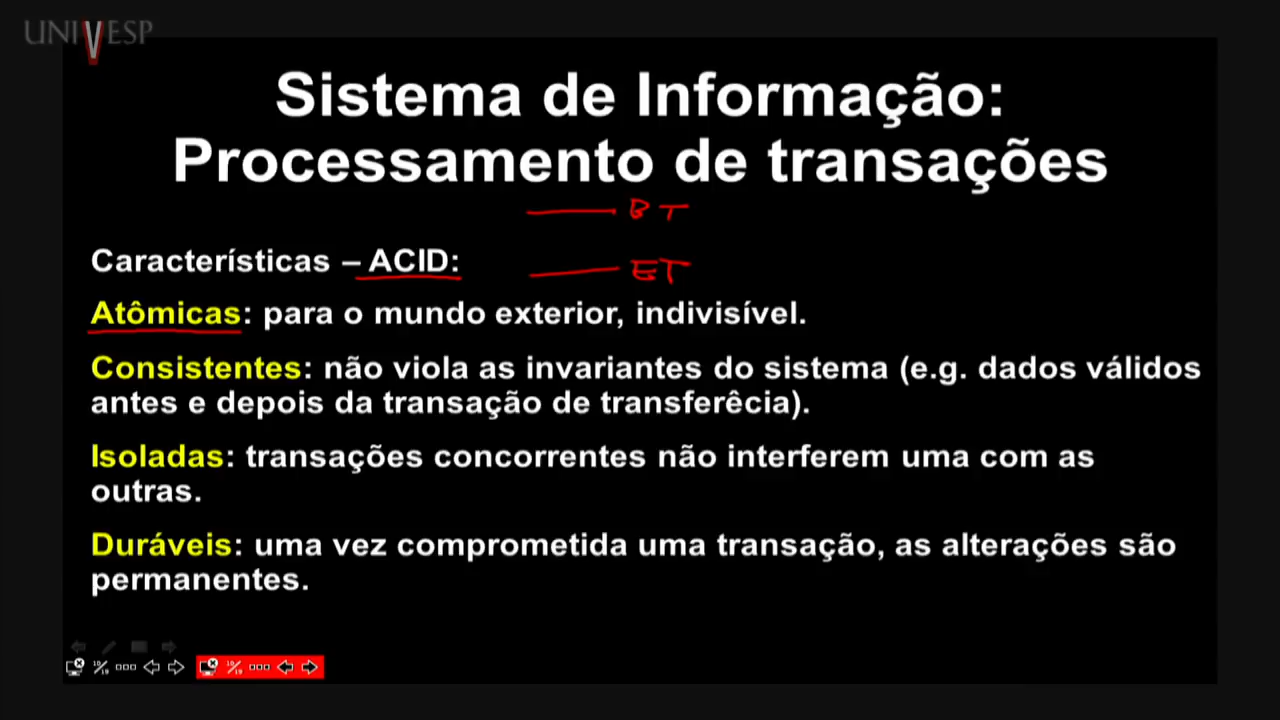 UNIVESP
Sistema de Informação:
Processamento de transações
BT
Características – ACID:
ET
Atômicas: para o mundo exterior, indivisível.
Consistentes: não viola as invariantes do sistema (e.g. dados válidos
antes e depois da transação de transferêcia).
Isoladas: transações concorrentes não interferem uma com as
outras.
Duráveis: uma vez comprometida uma transação, as alterações são
permanentes.